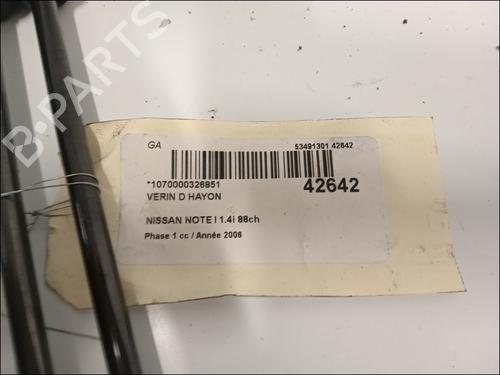 B-PARTS
GA 53491301 42642
*1070000326851 42642
VERIN D HAYON
NISSAN NOTE I 1.4i 88ch
Phase 1 cc / Année 2006